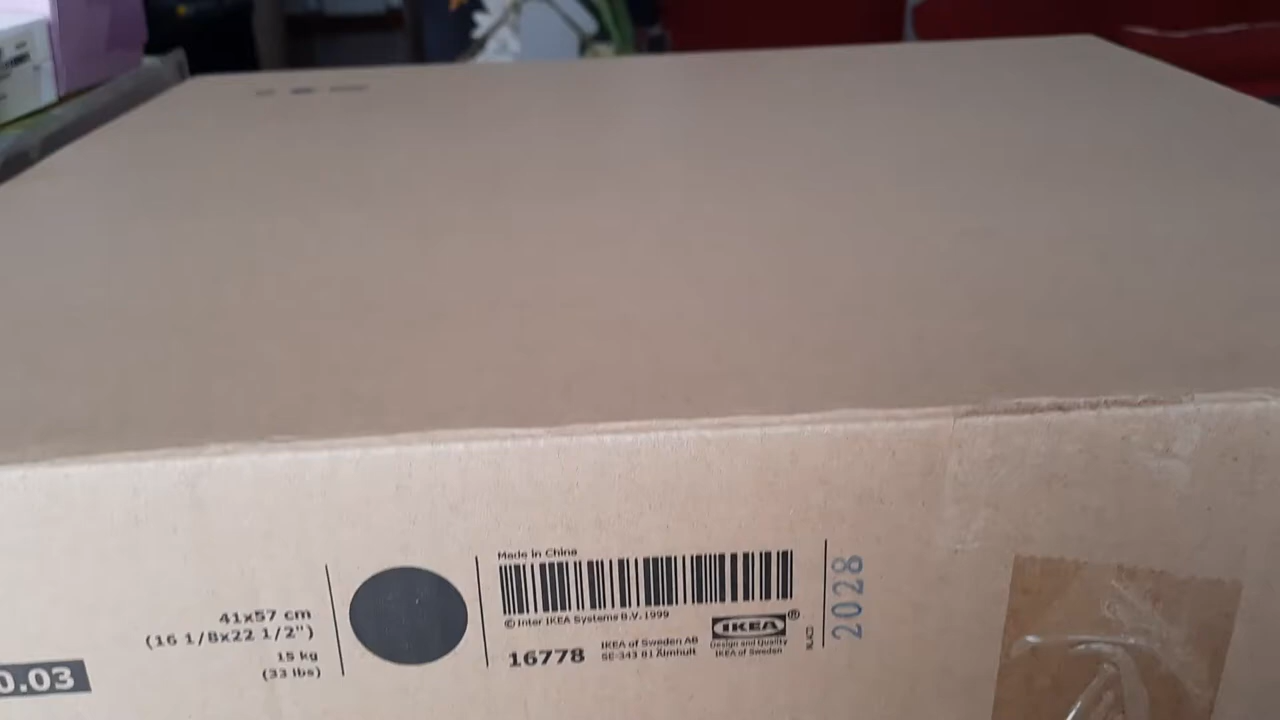 41x57 cm
(16 1/8x22 1/2")
15 kg
(33 lbs)
0.03
Made in China
© Inter IKEA Systems B.V. 1999
16778
IKEA of Sweden AB
SE-343 81 Älmhult
IKEA®
Design and Quality
IKEA of Sweden
2028